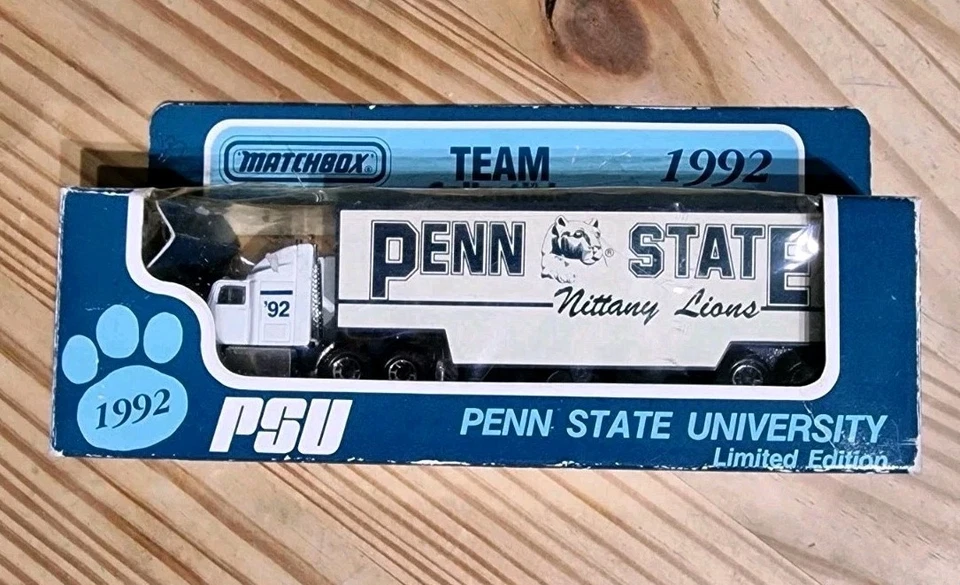 MATCHBOX®
TEAM
1992
PENN ® STATE
Nittany Lions
'92
1992
PSU
PENN STATE UNIVERSITY
Limited Edition